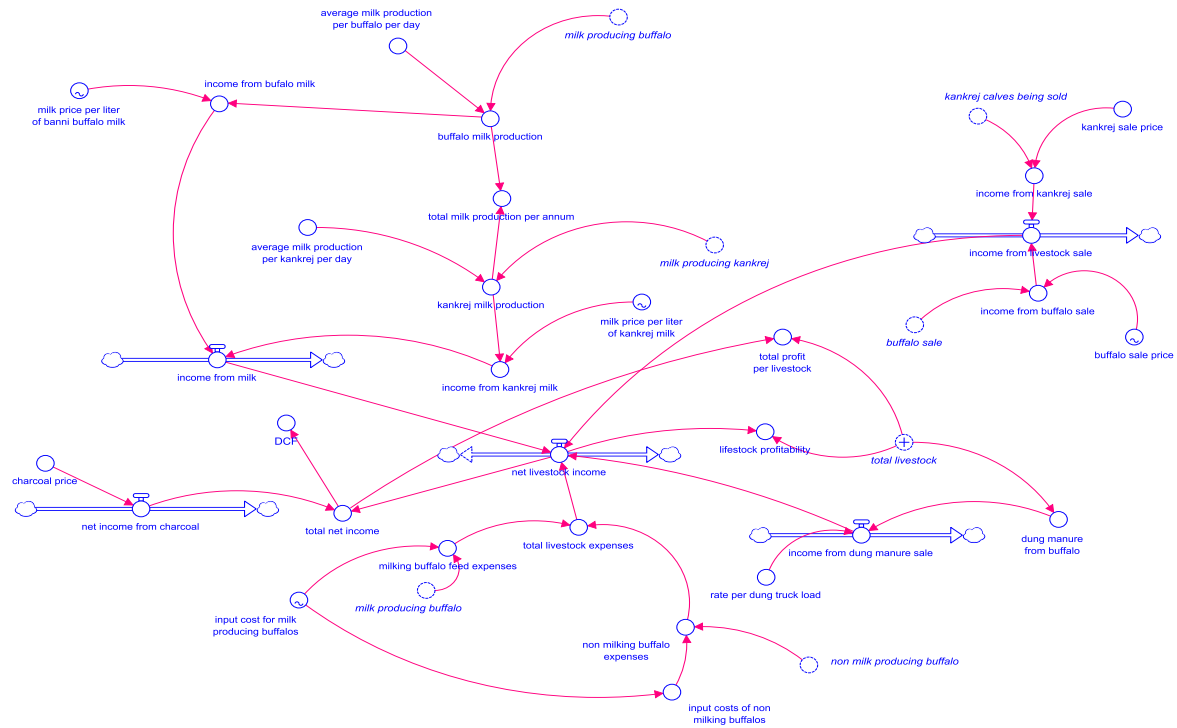 average milk production
per buffalo per day
milk producing buffalo
income from bufalo milk
milk price per liter
of banni buffalo milk
buffalo milk production
kankrej calves being sold
kankrej sale price
income from kankrej sale
total milk production per annum
average milk production
per kankrej per day
milk producing kankrej
income from livestock sale
kankrej milk production
milk price per liter
of kankrej milk
income from buffalo sale
buffalo sale
buffalo sale price
income from milk
income from kankrej milk
total profit
per livestock
DCF
lifestock profitability
total livestock
net livestock income
charcoal price
net income from charcoal
total net income
total livestock expenses
income from dung manure sale
dung manure
from buffalo
milking buffalo feed expenses
rate per dung truck load
milk producing buffalo
input cost for milk
producing buffalos
non milking buffalo
expenses
non milk producing buffalo
input costs of non
milking buffalos